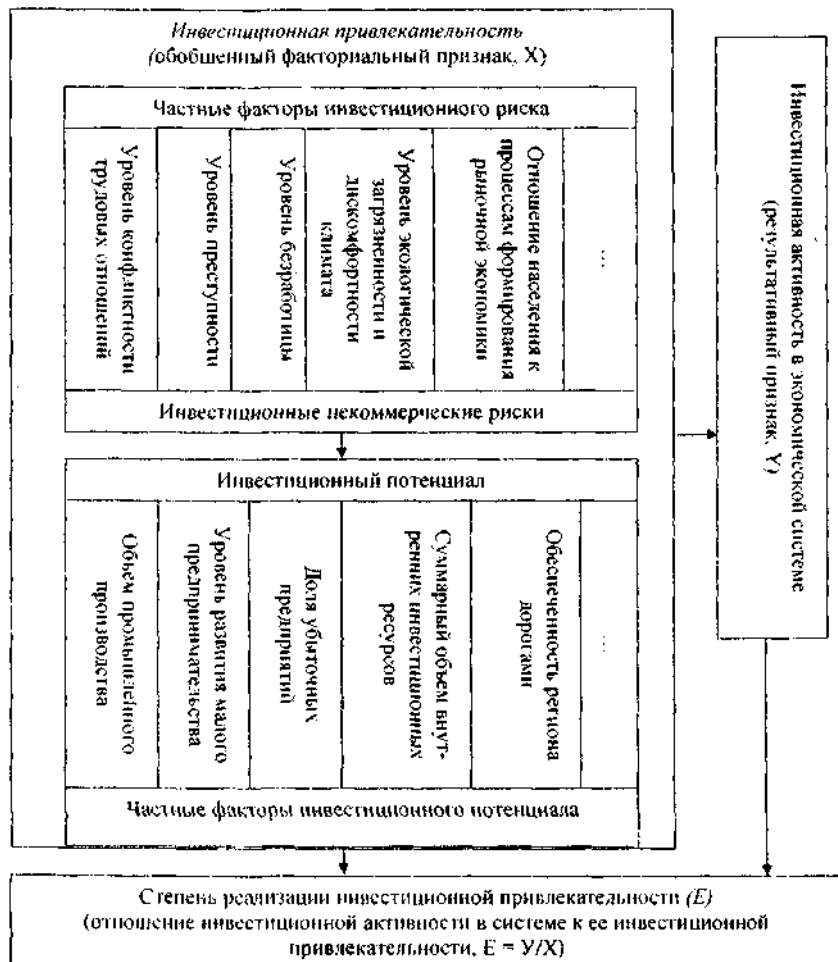 Инвестиционная привлекательность
(обобщенный факториальный признак, X)
Частные факторы инвестиционного риска
Уровень конфликтности
трудовых отношений
Уровень преступности
Уровень безработицы
Уровень экологической
загрязненности и
дискомфортности
климата
Отношение населения к
процессам формирования
рыночной экономики
...
Инвестиционные некоммерческие риски
Инвестиционный потенциал
Объем промышленного
производства
Уровень развития малого
предпринимательства
Доля убыточных
предприятий
Суммарный объем внут-
ренних инвестиционных
ресурсов
Обеспеченность региона
дорогами
...
Частные факторы инвестиционного потенциала
Инвестиционная активность в экономической системе
(результативный признак, Y)
Степень реализации инвестиционной привлекательности (E)
(отношение инвестиционной активности в системе к ее инвестиционной
привлекательности, E = У/X)